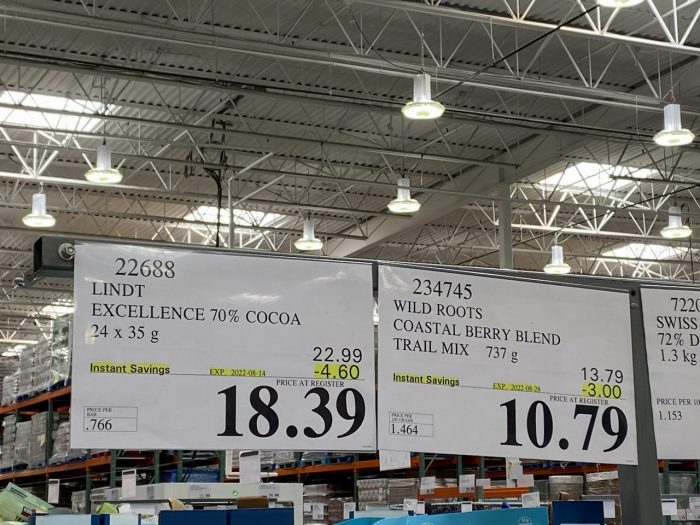 22688
LINDT
EXCELLENCE 70% COCOA
24 x 35 g
22.99
Instant Savings EXP. 2022-08-14 -4.60
PRICE AT REGISTER
PRICE PER
BAR
.766
18.39
234745
WILD ROOTS
COASTAL BERRY BLEND
TRAIL MIX 737 g
13.79
Instant Savings EXP. 2022-08-28 -3.00
PRICE AT REGISTER
PRICE PER
100 GRAMS
1.464
10.79
SWISS
72% D
1.3 kg
PRICE PER 10
1.153